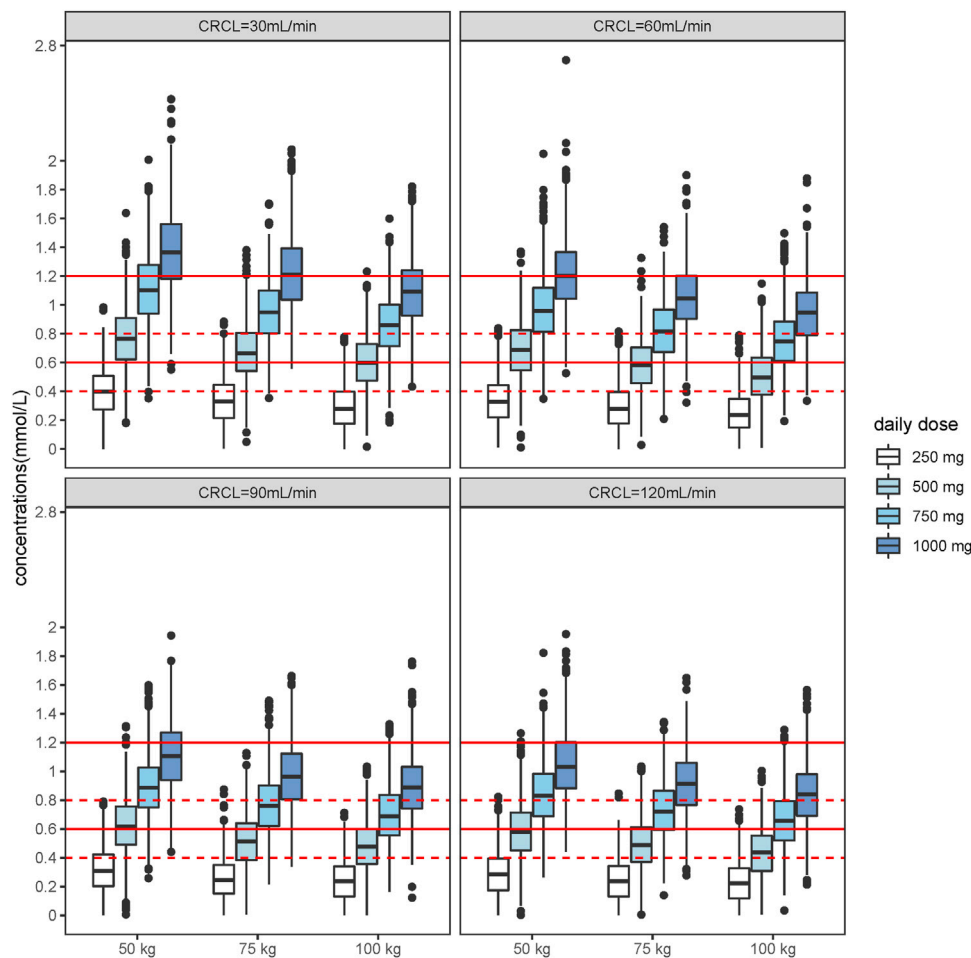 CRCL=30mL/min
CRCL=60mL/min
2.8
2
1.8
1.6
1.4
1.2
1
0.8
0.6
0.4
0.2
0
concentrations(mmol/L)
CRCL=90mL/min
CRCL=120mL/min
2.8
2
1.8
1.6
1.4
1.2
1
0.8
0.6
0.4
0.2
0
50 kg 75 kg 100 kg
50 kg 75 kg 100 kg
daily dose
250 mg
500 mg
750 mg
1000 mg